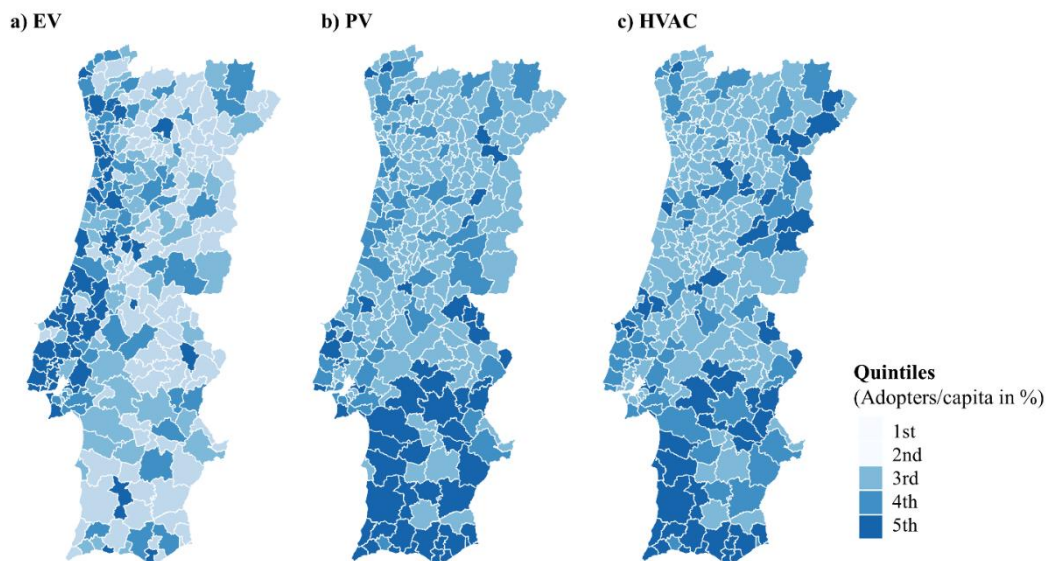 a) EV
b) PV
c) HVAC
Quintiles
(Adopters/capita in %)
1st
2nd
3rd
4th
5th